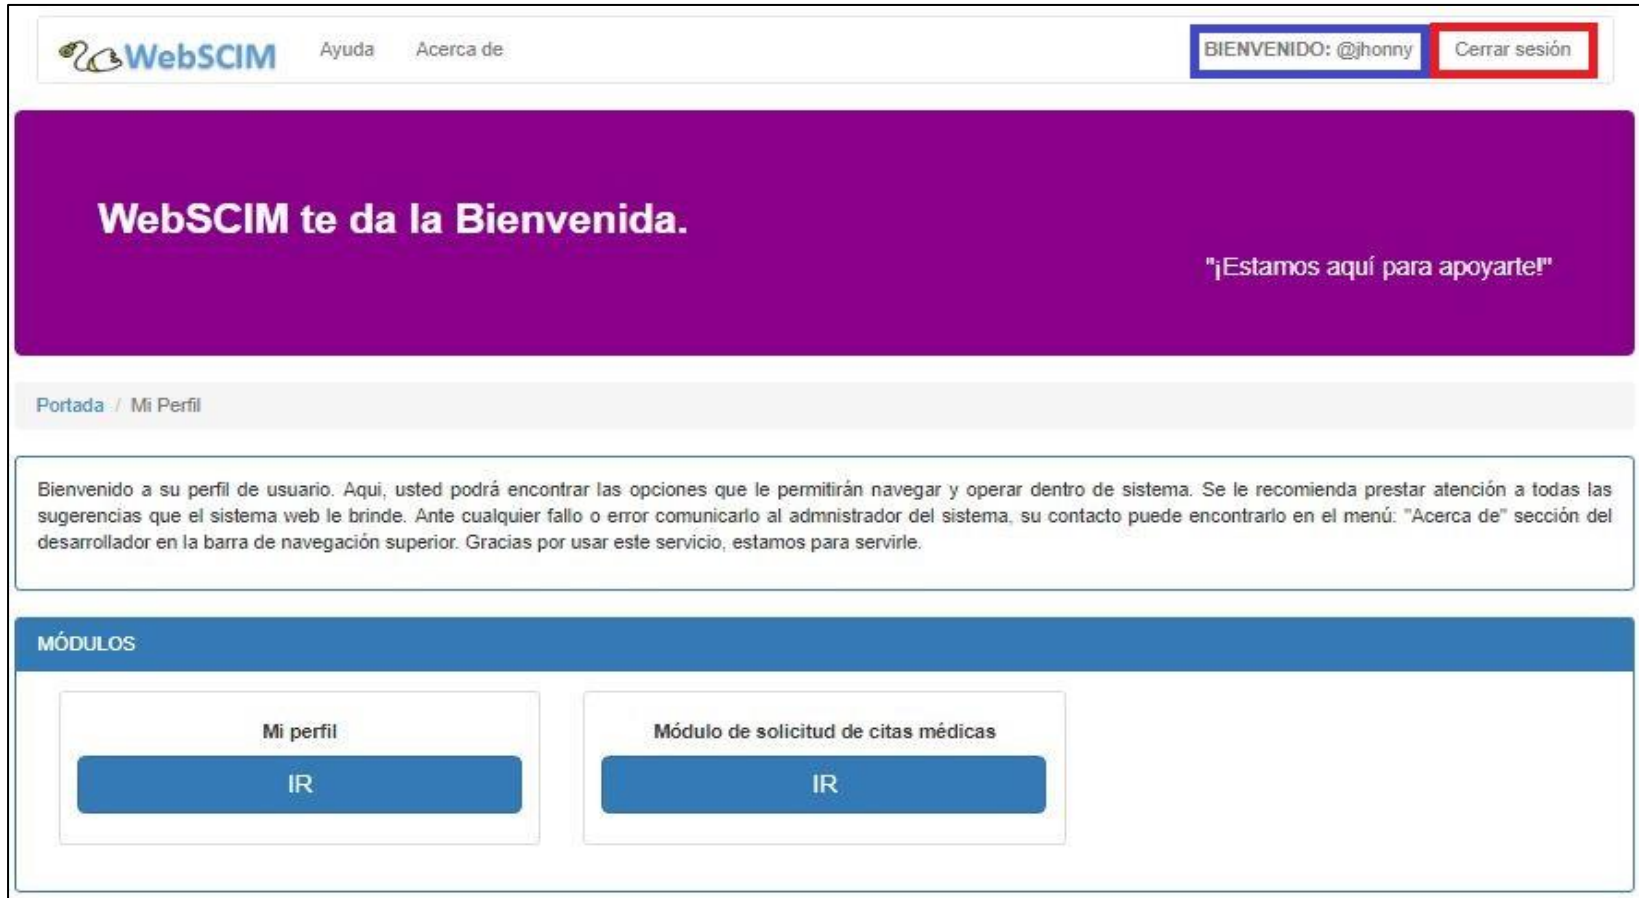 WebSCIM Ayuda Acerca de BIENVENIDO: @jhonny Cerrar sesión
WebSCIM te da la Bienvenida.
"¡Estamos aquí para apoyarte!"
Portada / Mi Perfil
Bienvenido a su perfil de usuario. Aqui, usted podrá encontrar las opciones que le permitirán navegar y operar dentro de sistema. Se le recomienda prestar atención a todas las
sugerencias que el sistema web le brinde. Ante cualquier fallo o error comunicarlo al admnistrador del sistema, su contacto puede encontrarlo en el menú: "Acerca de" sección del
desarrollador en la barra de navegación superior. Gracias por usar este servicio, estamos para servirle.
MÓDULOS
Mi perfil
IR
Módulo de solicitud de citas médicas
IR